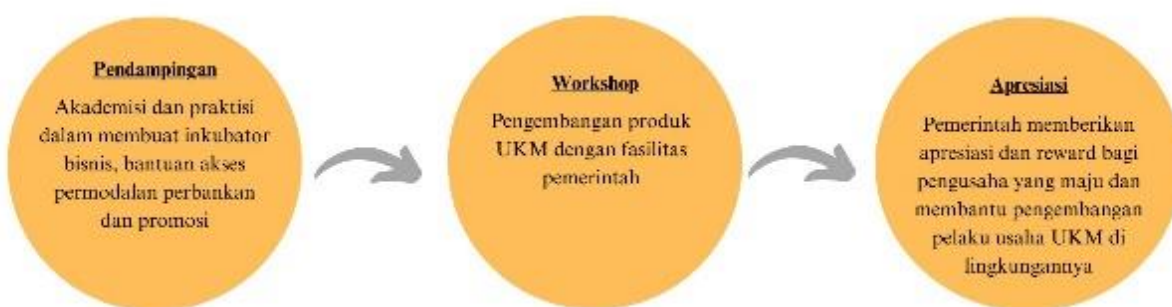 Pendampingan
Akademisi dan praktisi
dalam membuat inkubator
bisnis, bantuan akses
permodalan perbankan
dan promosi
Workshop
Pengembangan produk
UKM dengan fasilitas
pemerintah
Apresiasi
Pemerintah memberikan
apresiasi dan reward bagi
pengusaha yang maju dan
membantu pengembangan
pelaku usaha UKM di
lingkungannya